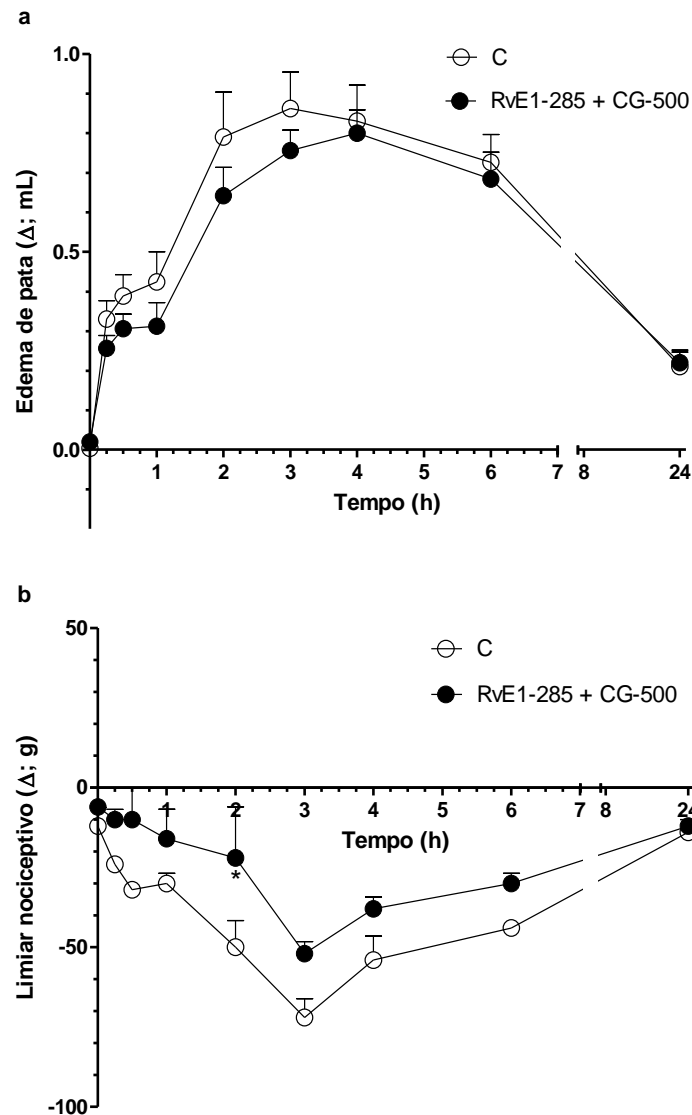 a
C
RvE1-285 + CG-500
1.0
0.5
0.0
Edema de pata (Δ; mL)
1 2 3 4 5 6 7 8 24
Tempo (h)
b
C
RvE1-285 + CG-500
50
0
-50
-100
Limiar nociceptivo (Δ; g)
1 2 3 4 5 6 7 8 24
Tempo (h)
*